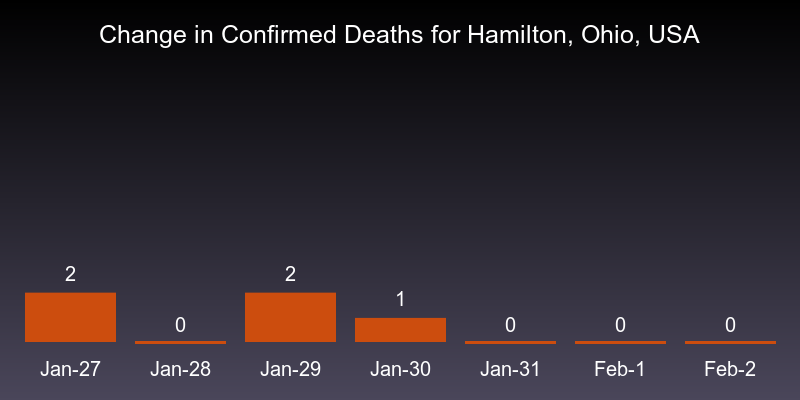 Change in Confirmed Deaths for Hamilton, Ohio, USA
2 0 2 1 0 0 0
Jan-27 Jan-28 Jan-29 Jan-30 Jan-31 Feb-1 Feb-2